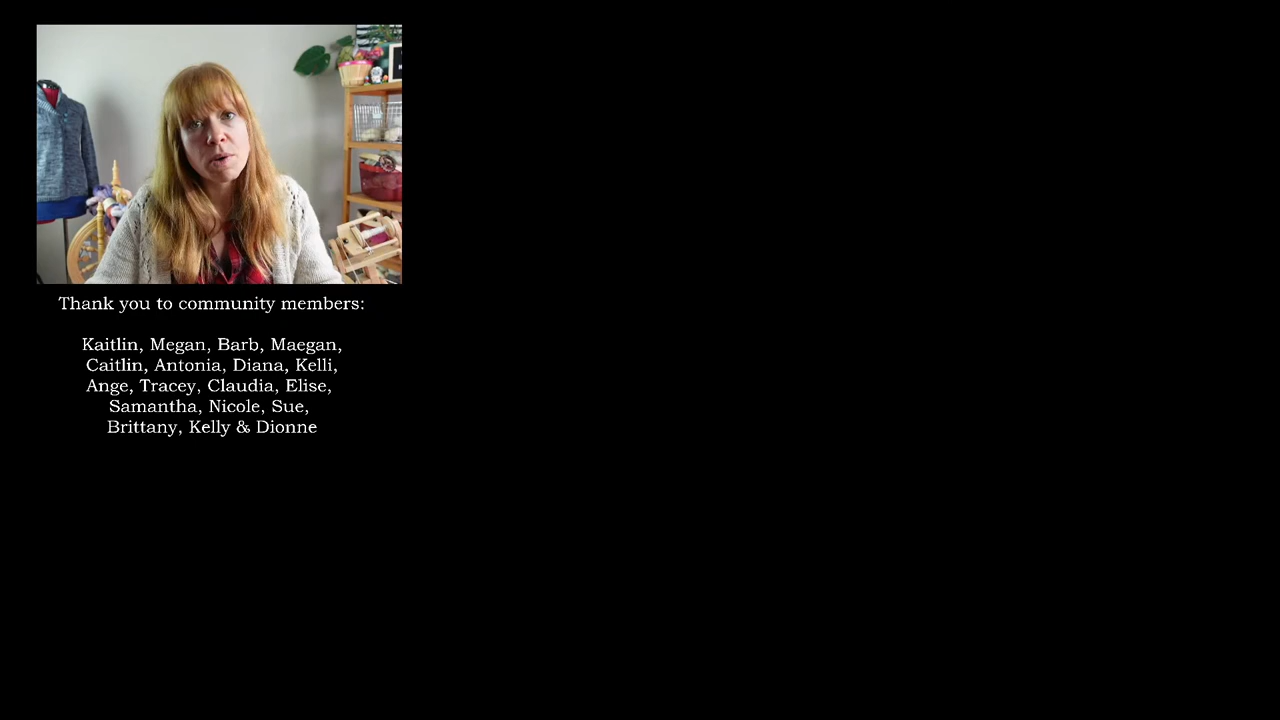 Thank you to community members:
Kaitlin, Megan, Barb, Maegan,
Caitlin, Antonia, Diana, Kelli,
Ange, Tracey, Claudia, Elise,
Samantha, Nicole, Sue,
Brittany, Kelly & Dionne